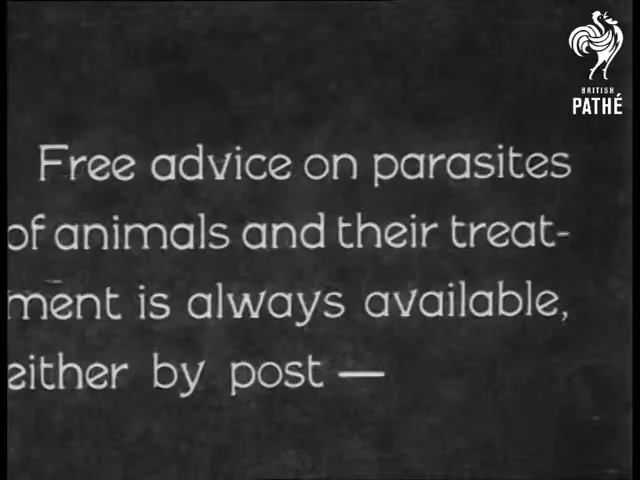 BRITISH
PATHÉ
Free advice on parasites
of animals and their treat-
ment is always available,
either by post —